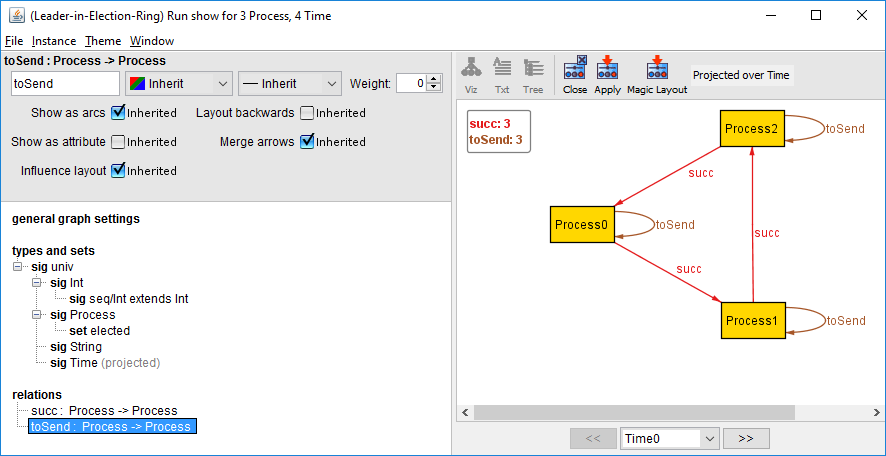 (Leader-in-Election-Ring) Run show for 3 Process, 4 Time
File Instance Theme Window
toSend : Process -> Process
toSend Inherit Inherit Weight: 0
Show as arcs Inherited Layout backwards Inherited
Show as attribute Inherited Merge arrows Inherited
Influence layout Inherited
general graph settings
types and sets
sig univ
sig Int
sig seq/Int extends Int
sig Process
set elected
sig String
sig Time (projected)
relations
succ : Process -> Process
toSend : Process -> Process
Viz Txt Tree Close Apply Magic Layout Projected over Time
succ: 3
toSend: 3
Process2 toSend
succ
Process0 toSend
succ
succ
Process1 toSend
<< Time0 >>